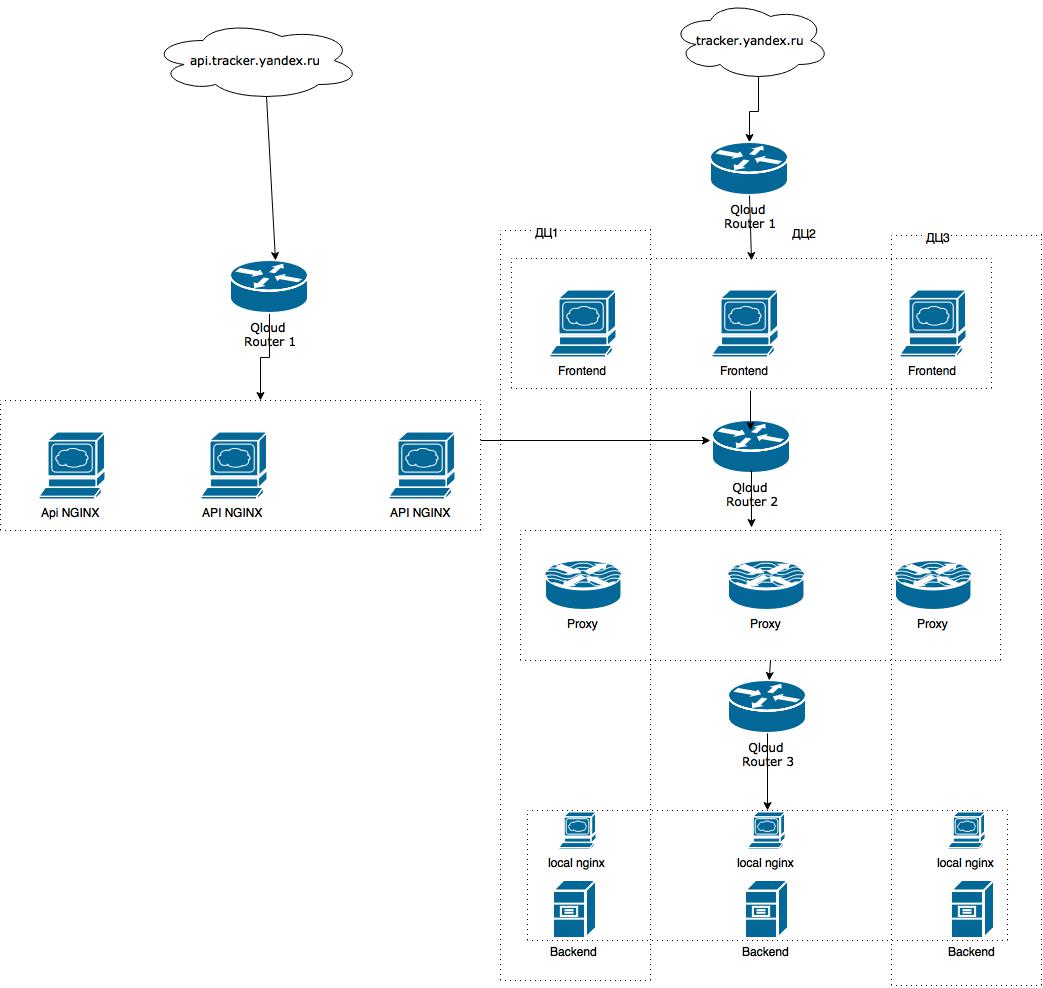 api.tracker.yandex.ru
tracker.yandex.ru
Qloud
Router 1
ДЦ1
ДЦ2
ДЦ3
Qloud
Router 1
Frontend
Frontend
Frontend
Api NGINX
API NGINX
API NGINX
Qloud
Router 2
Proxy
Proxy
Proxy
Qloud
Router 3
local nginx
local nginx
local nginx
Backend
Backend
Backend